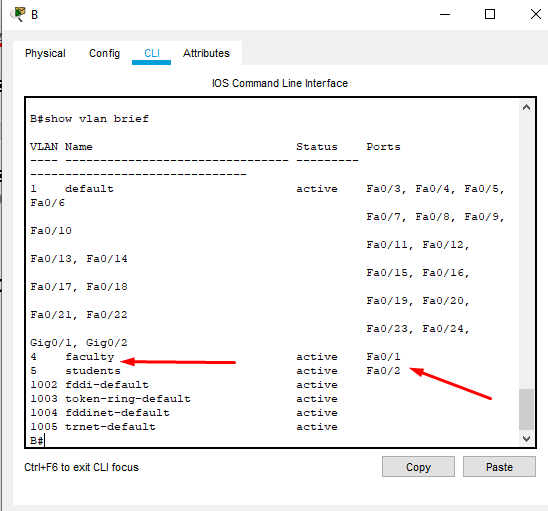 B
Physical Config CLI Attributes
IOS Command Line Interface
B#show vlan brief
VLAN Name Status Ports
---- -------------------------------- --------- 
-------------------------------
1 default active Fa0/3, Fa0/4, Fa0/5,
Fa0/6
Fa0/7, Fa0/8, Fa0/9,
Fa0/10
Fa0/11, Fa0/12,
Fa0/13, Fa0/14
Fa0/15, Fa0/16,
Fa0/17, Fa0/18
Fa0/19, Fa0/20,
Fa0/21, Fa0/22
Fa0/23, Fa0/24,
Gig0/1, Gig0/2
4 faculty active Fa0/1
5 students active Fa0/2
1002 fddi-default active
1003 token-ring-default active
1004 fddinet-default active
1005 trnet-default active
B#
Ctrl+F6 to exit CLI focus Copy Paste